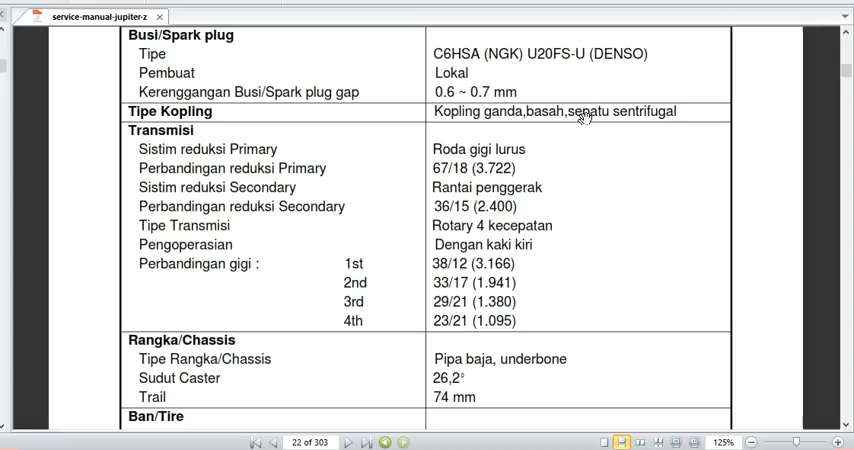 service-manual-jupiter-z
Busi/Spark plug
Tipe C6HSA (NGK) U20FS-U (DENSO)
Pembuat Lokal
Kerenggangan Busi/Spark plug gap 0.6 ~ 0.7 mm
Tipe Kopling Kopling ganda,basah,sepatu sentrifugal
Transmisi
Sistim reduksi Primary Roda gigi lurus
Perbandingan reduksi Primary 67/18 (3.722)
Sistim reduksi Secondary Rantai penggerak
Perbandingan reduksi Secondary 36/15 (2.400)
Tipe Transmisi Rotary 4 kecepatan
Pengoperasian Dengan kaki kiri
Perbandingan gigi : 1st 38/12 (3.166)
2nd 33/17 (1.941)
3rd 29/21 (1.380)
4th 23/21 (1.095)
Rangka/Chassis
Tipe Rangka/Chassis Pipa baja, underbone
Sudut Caster 26,2°
Trail 74 mm
Ban/Tire
22 of 303 125%